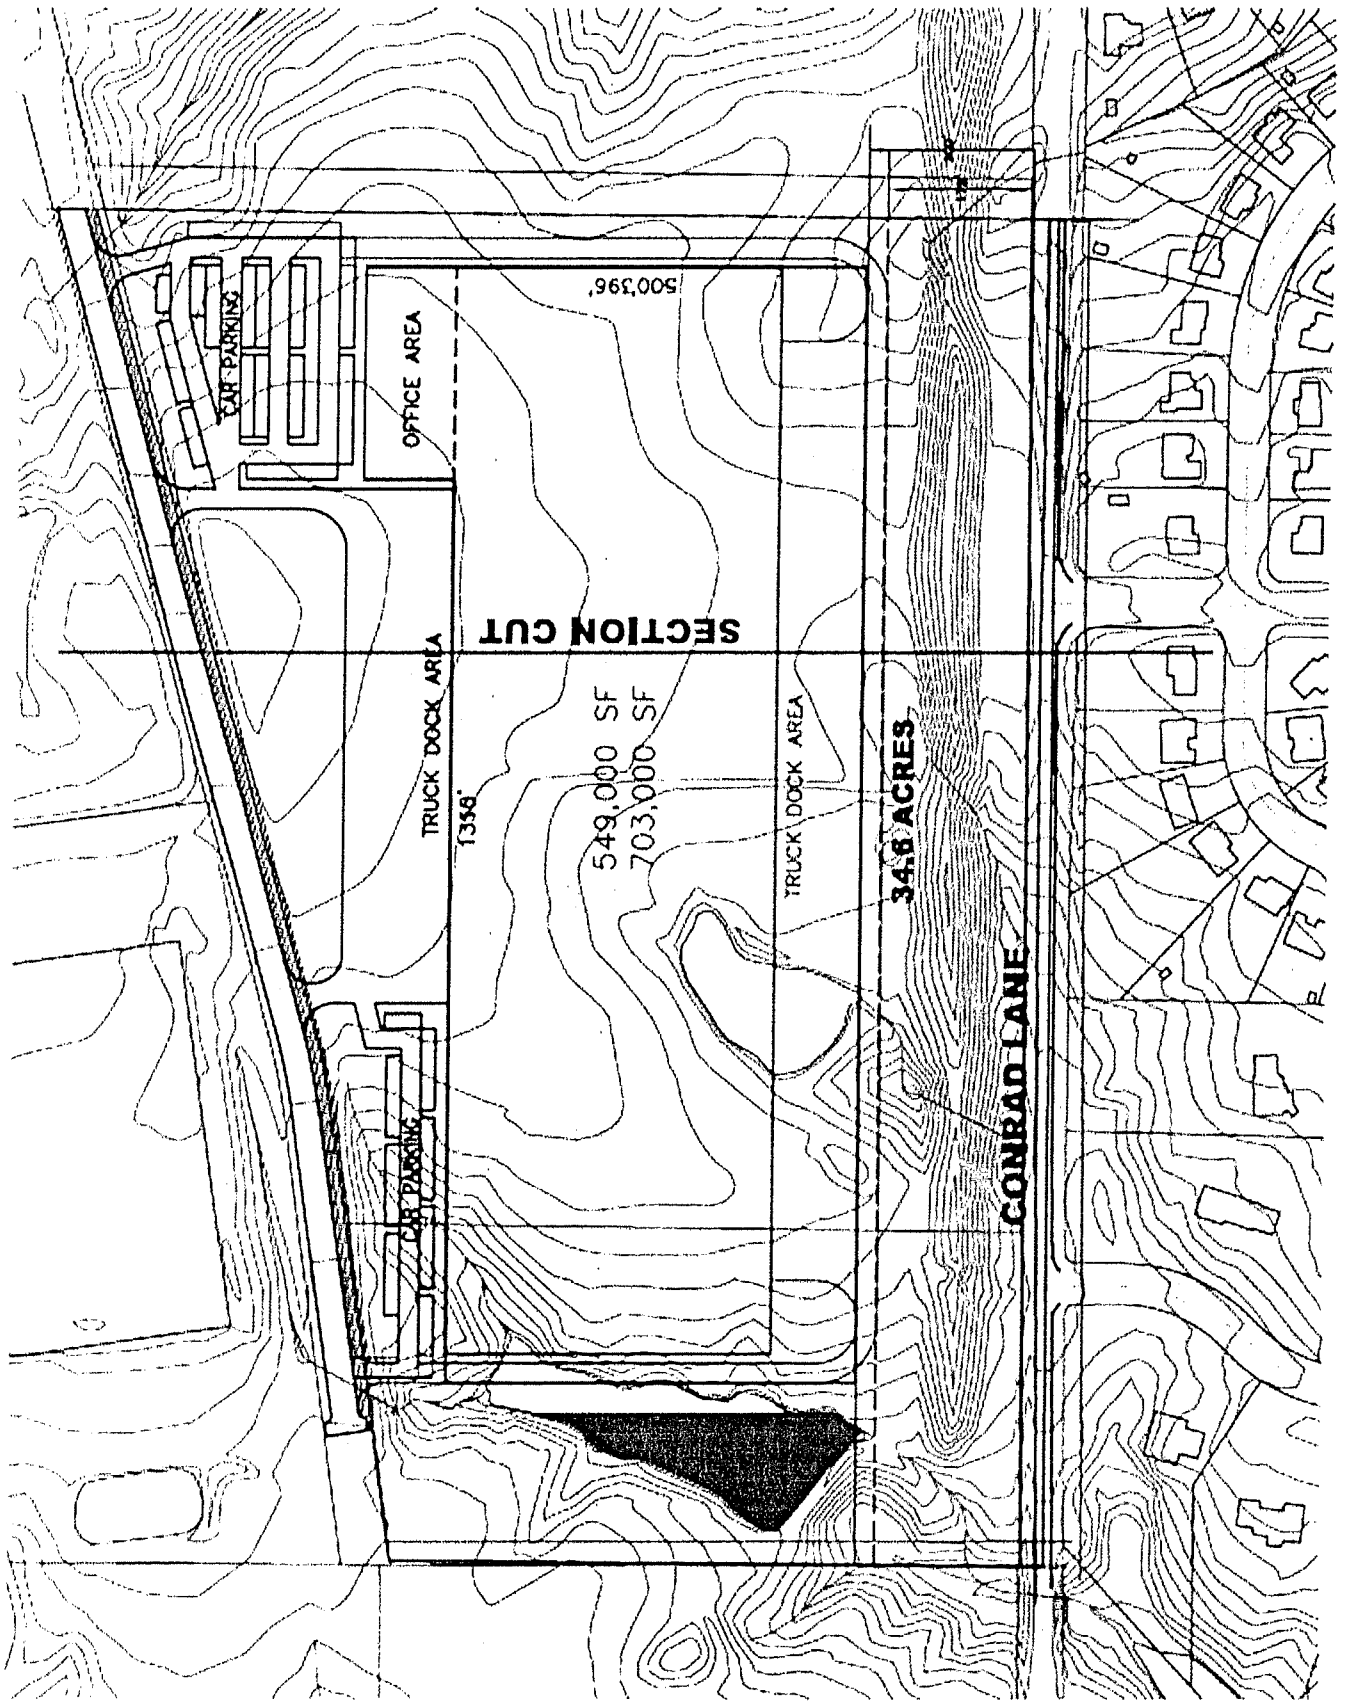 CAR PARKING
OFFICE AREA
500'396'
SECTION CUT
TRUCK DOCK AREA
1358'
549,000 SF
703,000 SF
TRUCK DOCK AREA
34.6 ACRES
CONRAD LANE
CAR PARKING